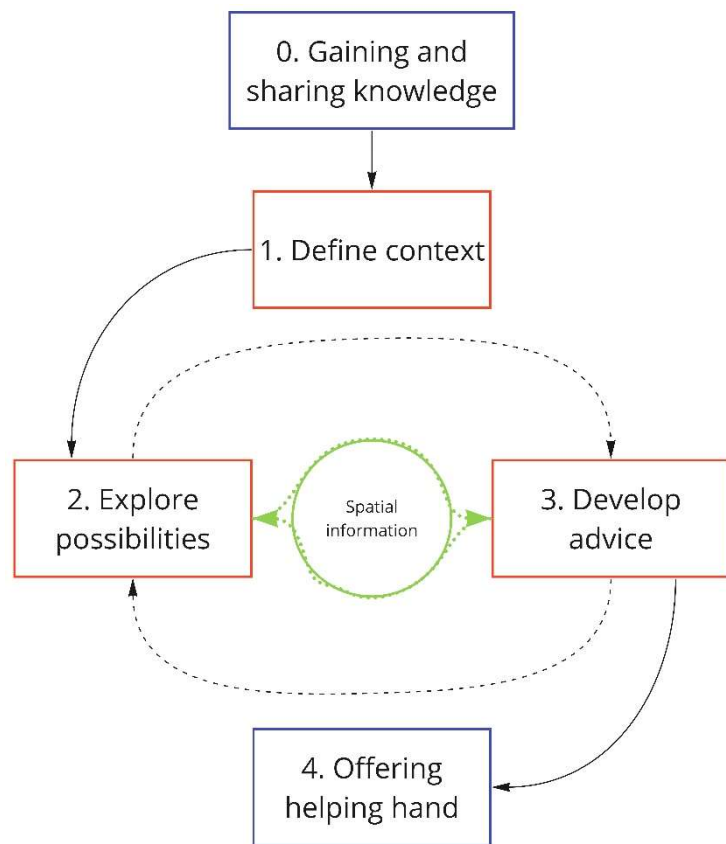 0. Gaining and
sharing knowledge
1. Define context
2. Explore
possibilities
Spatial
information
3. Develop
advice
4. Offering
helping hand